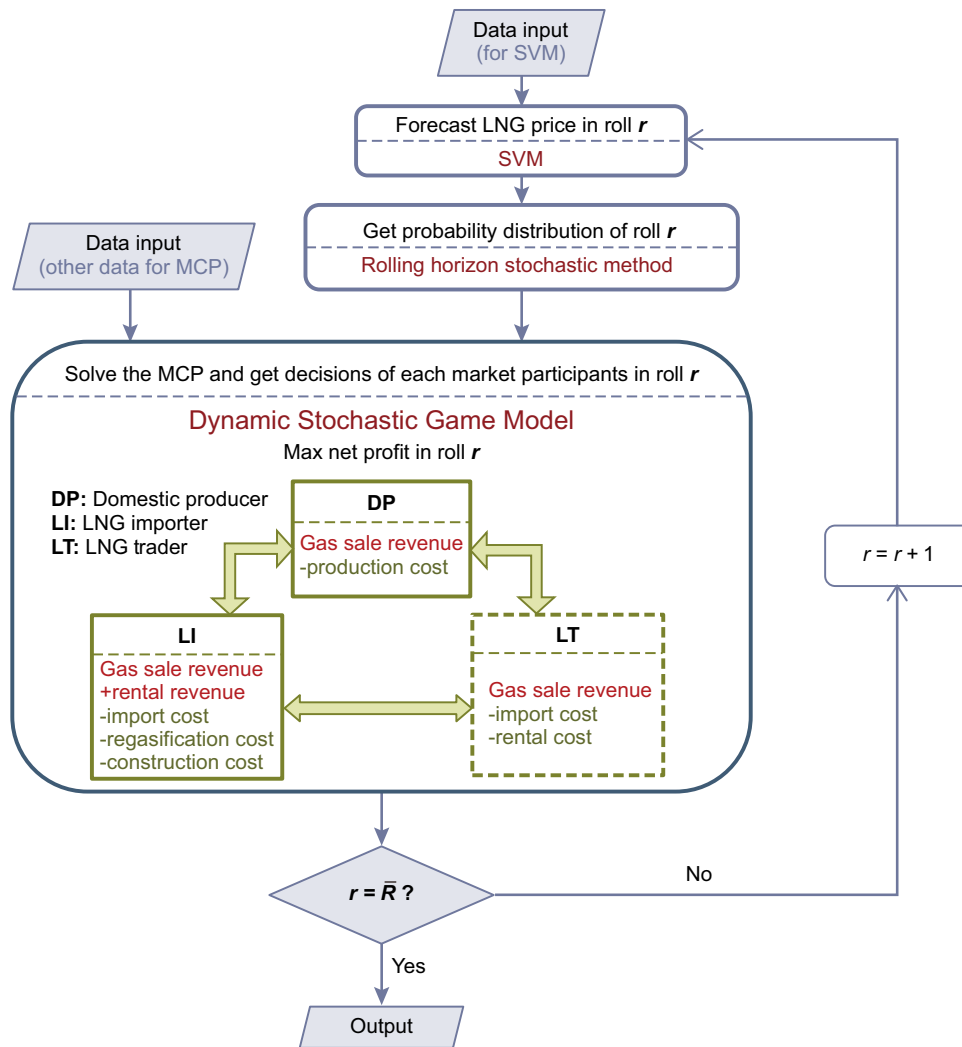 Data input
(for SVM)
Forecast LNG price in roll r
SVM
Get probability distribution of roll r
Rolling horizon stochastic method
Data input
(other data for MCP)
Solve the MCP and get decisions of each market participants in roll r
Dynamic Stochastic Game Model
Max net profit in roll r
DP: Domestic producer
LI: LNG importer
LT: LNG trader
DP
Gas sale revenue
-production cost
LI
Gas sale revenue
+rental revenue
-import cost
-regasification cost
-construction cost
LT
Gas sale revenue
-import cost
-rental cost
r = r + 1
r = R̄ ?
No
Yes
Output